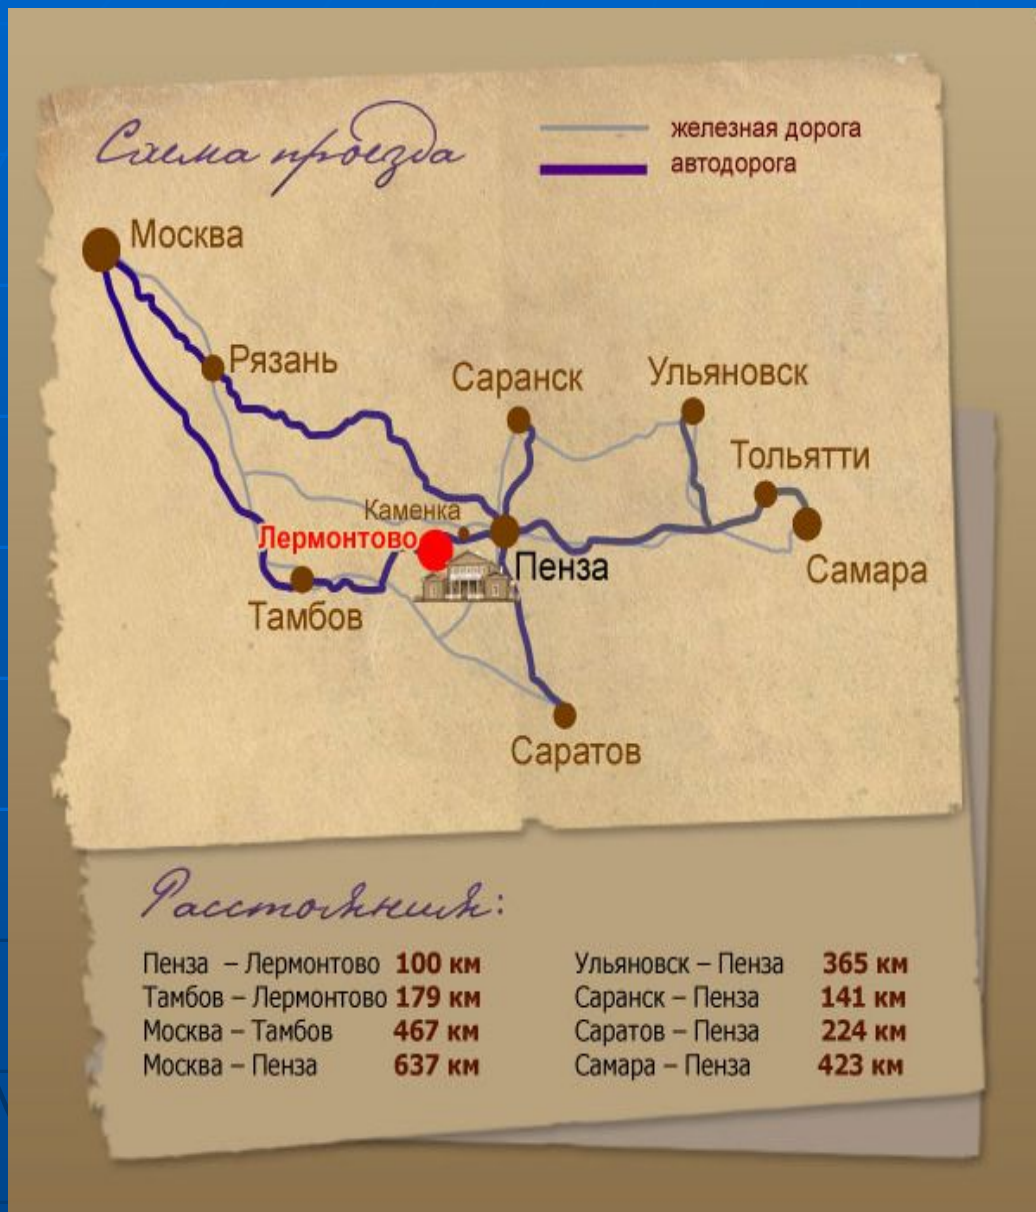 Схема проезда
железная дорога
автодорога
Москва
Рязань
Саранск
Ульяновск
Тольятти
Каменка
Лермонтово
Пенза
Самара
Тамбов
Саратов
Расстояния:
Пенза – Лермонтово 100 км
Тамбов – Лермонтово 179 км
Москва – Тамбов 467 км
Москва – Пенза 637 км
Ульяновск – Пенза 365 км
Саранск – Пенза 141 км
Саратов – Пенза 224 км
Самара – Пенза 423 км